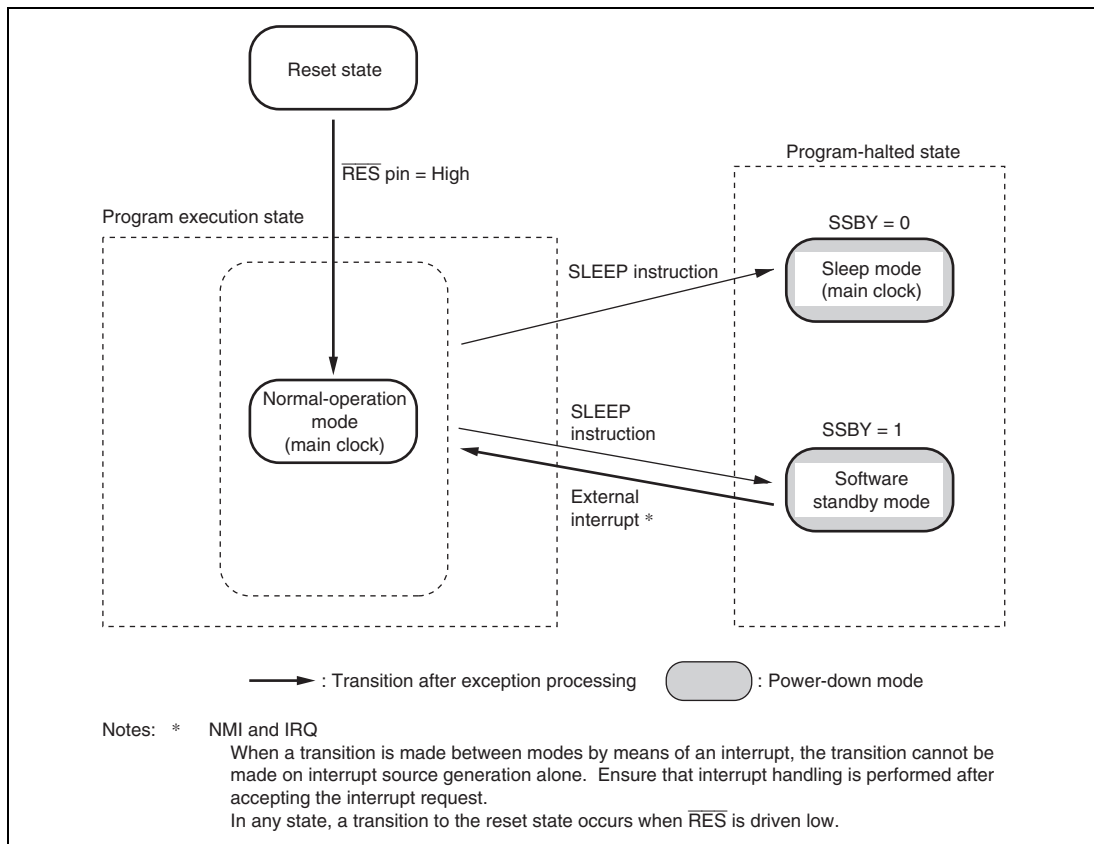 Reset state
RES pin = High
Program-halted state
Program execution state
SSBY = 0
SLEEP instruction
Sleep mode
(main clock)
Normal-operation
mode
(main clock)
SLEEP
instruction
SSBY = 1
External
interrupt *
Software
standby mode
: Transition after exception processing
: Power-down mode
Notes: * NMI and IRQ
When a transition is made between modes by means of an interrupt, the transition cannot be
made on interrupt source generation alone. Ensure that interrupt handling is performed after
accepting the interrupt request.
In any state, a transition to the reset state occurs when RES is driven low.